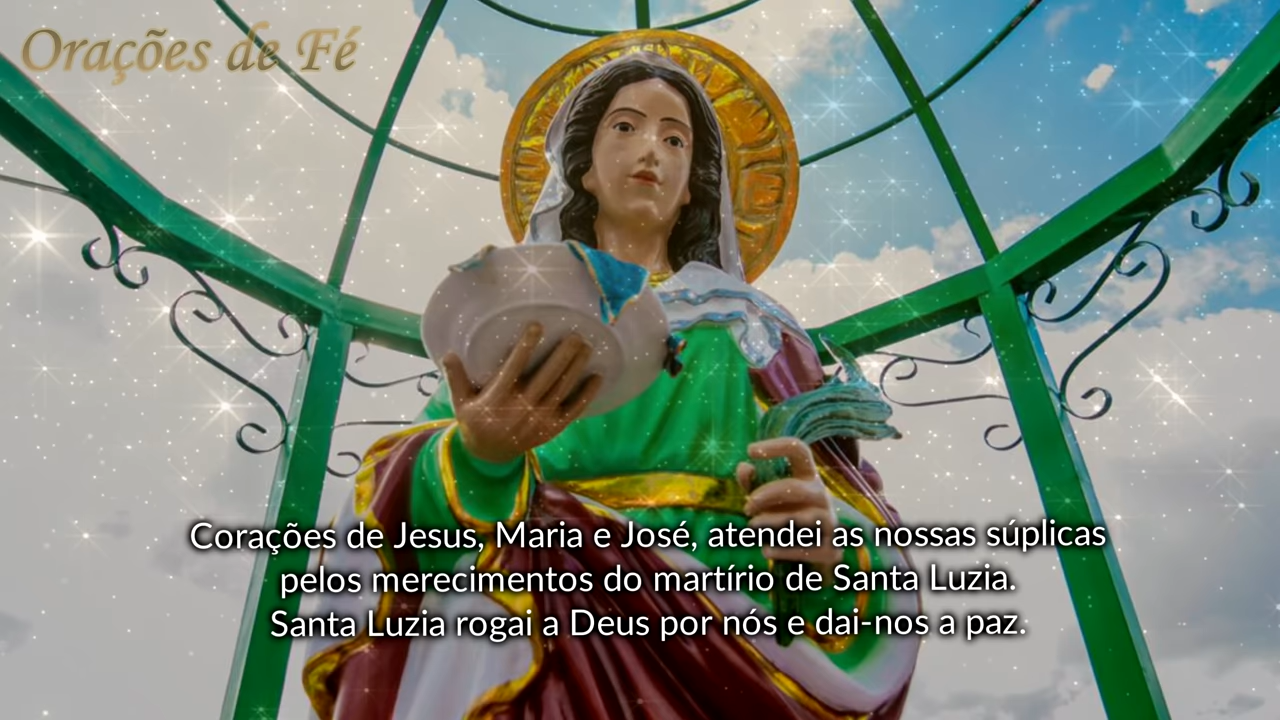 Orações de Fé
Corações de Jesus, Maria e José, atendei as nossas súplicas
pelos merecimentos do martírio de Santa Luzia.
Santa Luzia rogai a Deus por nós e dai-nos a paz.